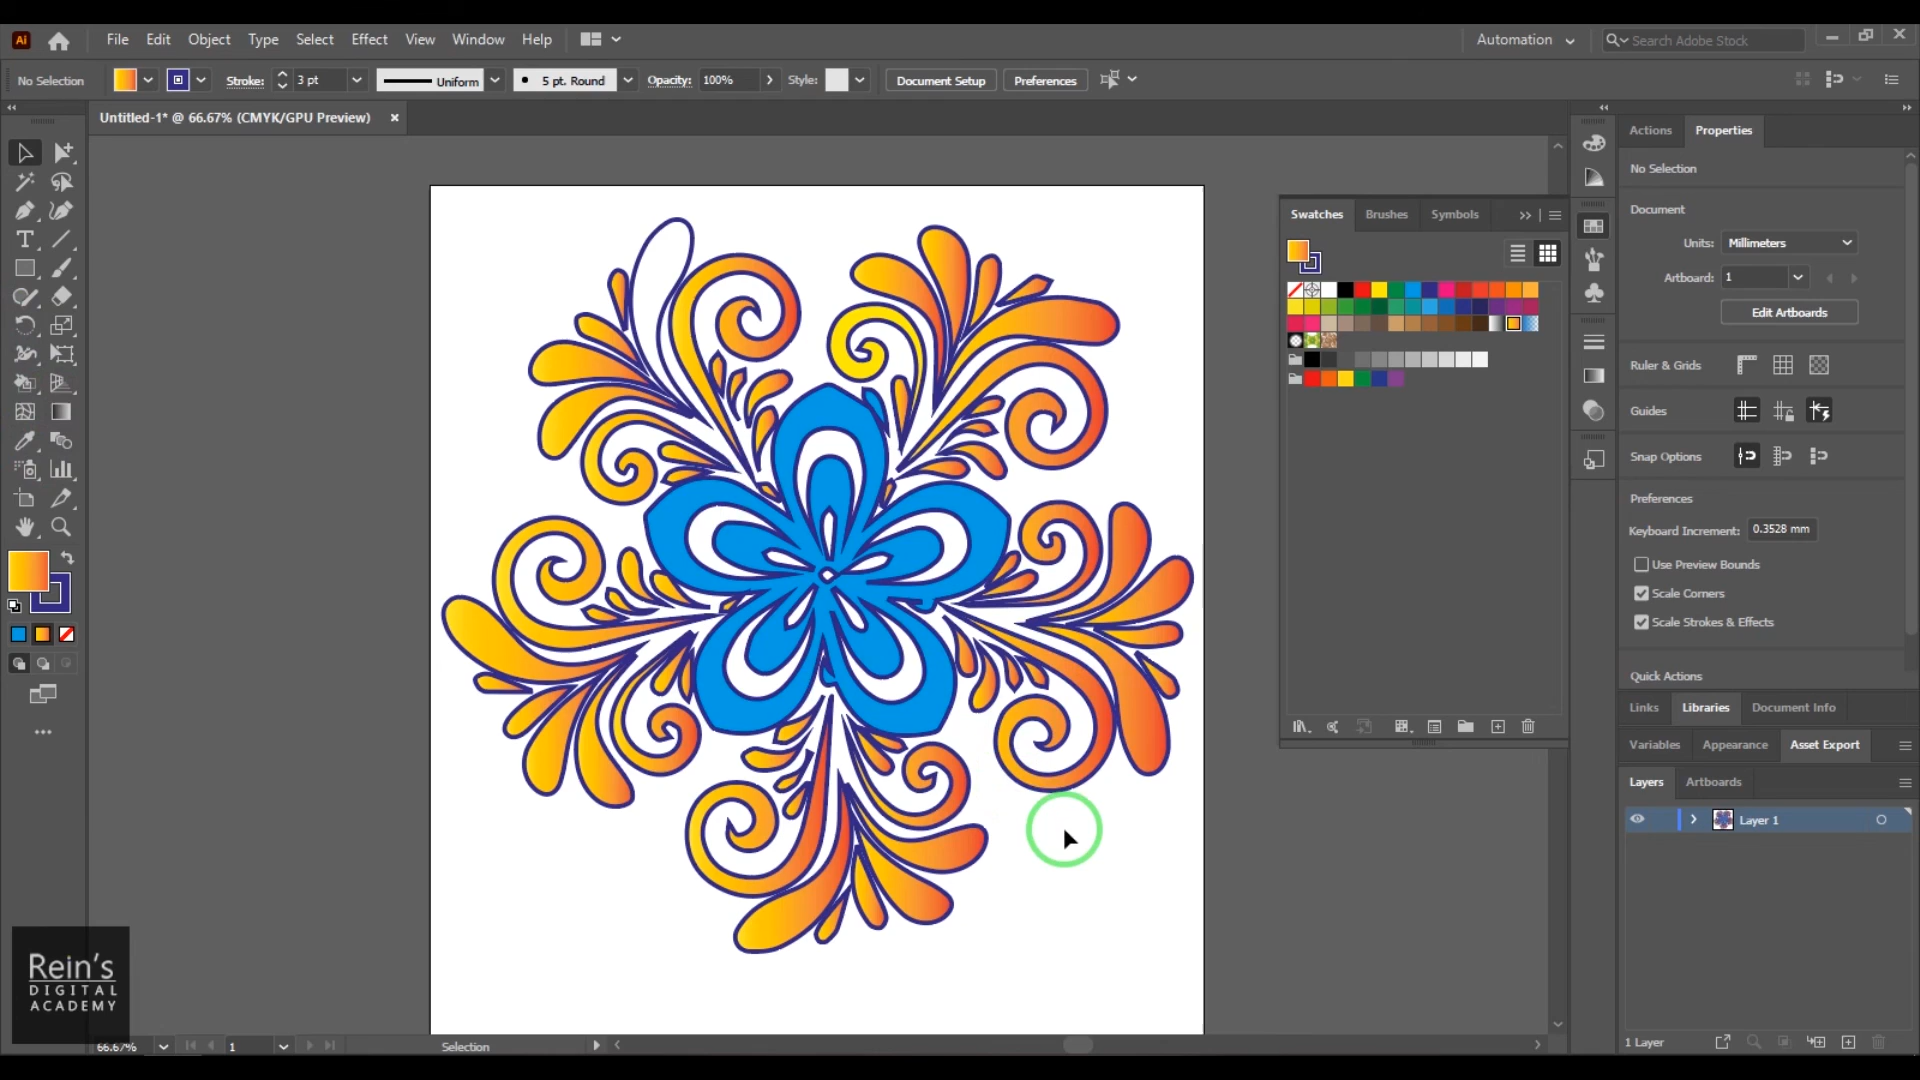 Ai File Edit Object Type Select Effect View Window Help Automation Search Adobe Stock
No Selection Stroke: 3 pt Uniform 5 pt. Round Opacity: 100% Style: Document Setup Preferences
Untitled-1* @ 66.67% (CMYK/GPU Preview)
Actions Properties
No Selection
Document
Units: Millimeters
Artboard: 1
Edit Artboards
Ruler & Grids
Guides
Snap Options
Preferences
Keyboard Increment: 0.3528 mm
Use Preview Bounds
Scale Corners
Scale Strokes & Effects
Quick Actions
Swatches Brushes Symbols
Links Libraries Document Info
Variables Appearance Asset Export
Layers Artboards
Layer 1
1 Layer
Rein's
DIGITAL
ACADEMY
66.67% 1 Selection